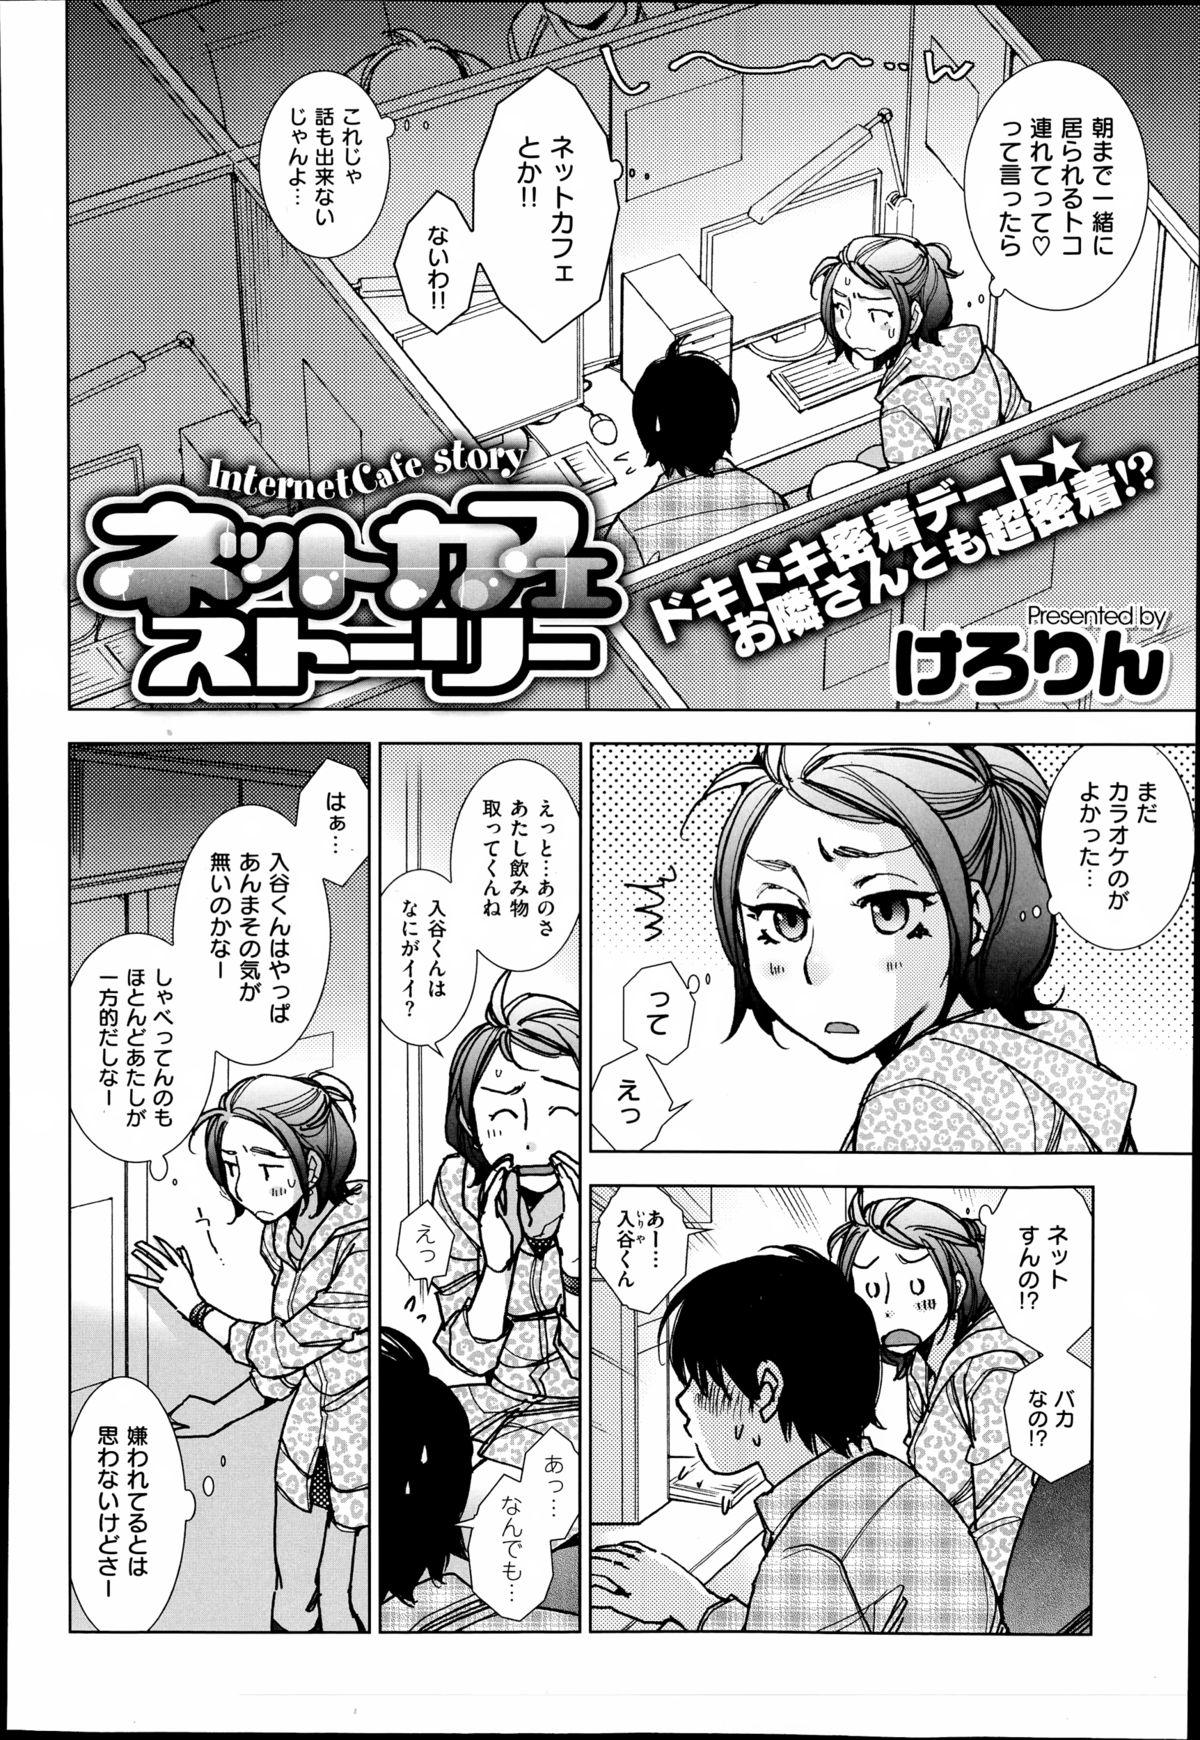 朝まで一緒に
居られるトコ
連れてって♡
って言ったら
しーーん
ネットカフェ
とか!!
ないわ!!
これじゃ
話も出来ない
じゃんよ…
InternetCafe story
ネットカフェ
ストーリー
ドキドキ密着デート★
お隣さんとも超密着!?
Presented by
けろりん
まだ
カラオケのが
よかった…
って
えっ
ネット
すんの!?
バカ
なの!?
あー…
入谷くん
いりや
えっと…あのさ
あたし飲み物
取ってくんね
入谷くんは
なにがイイ?
えっ
あっ…
なんでも…
はぁ…
入谷くんはやっぱ
あんまその気が
無いのかなー
しゃべってんのも
ほとんどあたしが
一方的だしなー
嫌われてるとは
思わないけどさー